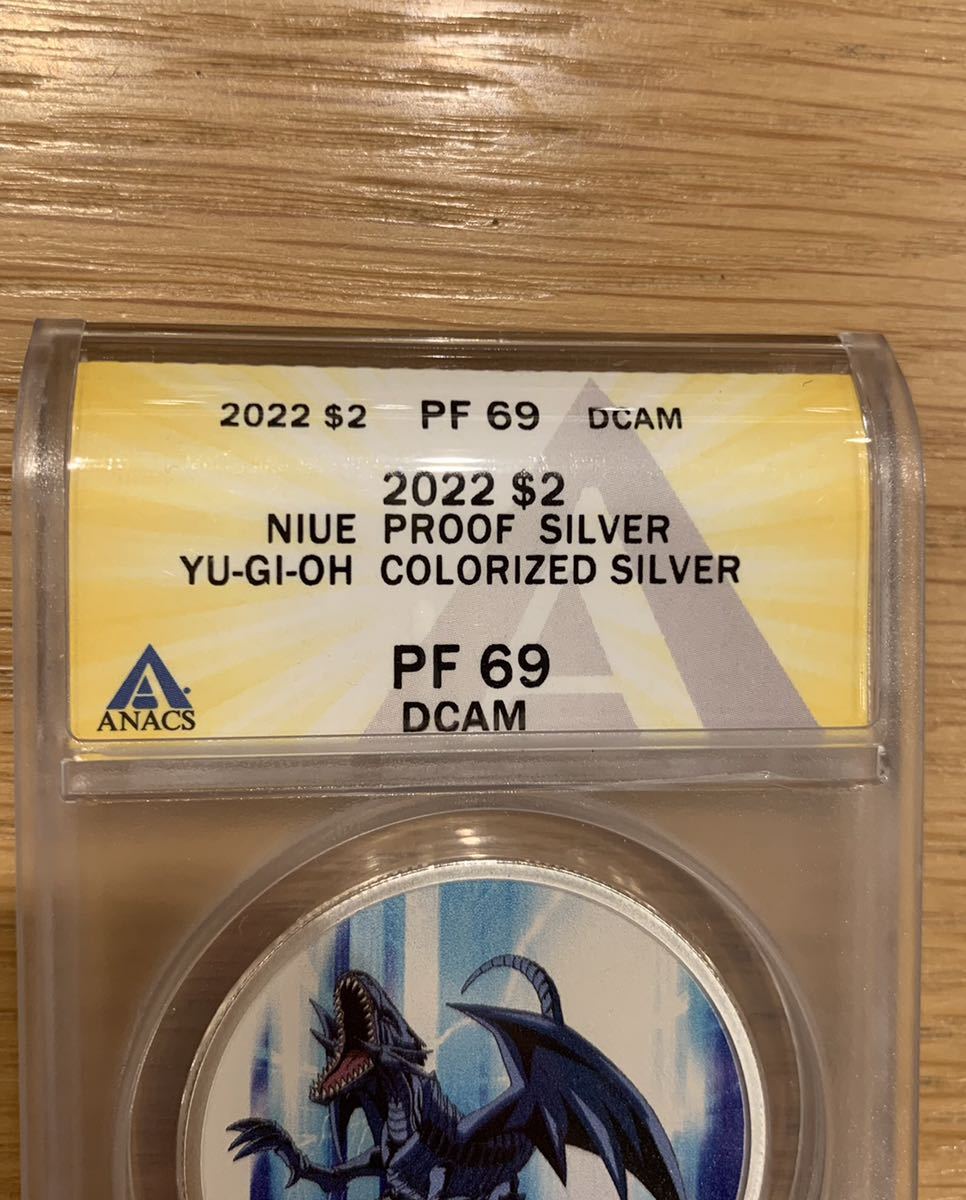 2022 $2 PF 69 DCAM
2022 $2
NIUE PROOF SILVER
YU-GI-OH COLORIZED SILVER
PF 69
DCAM
ANACS